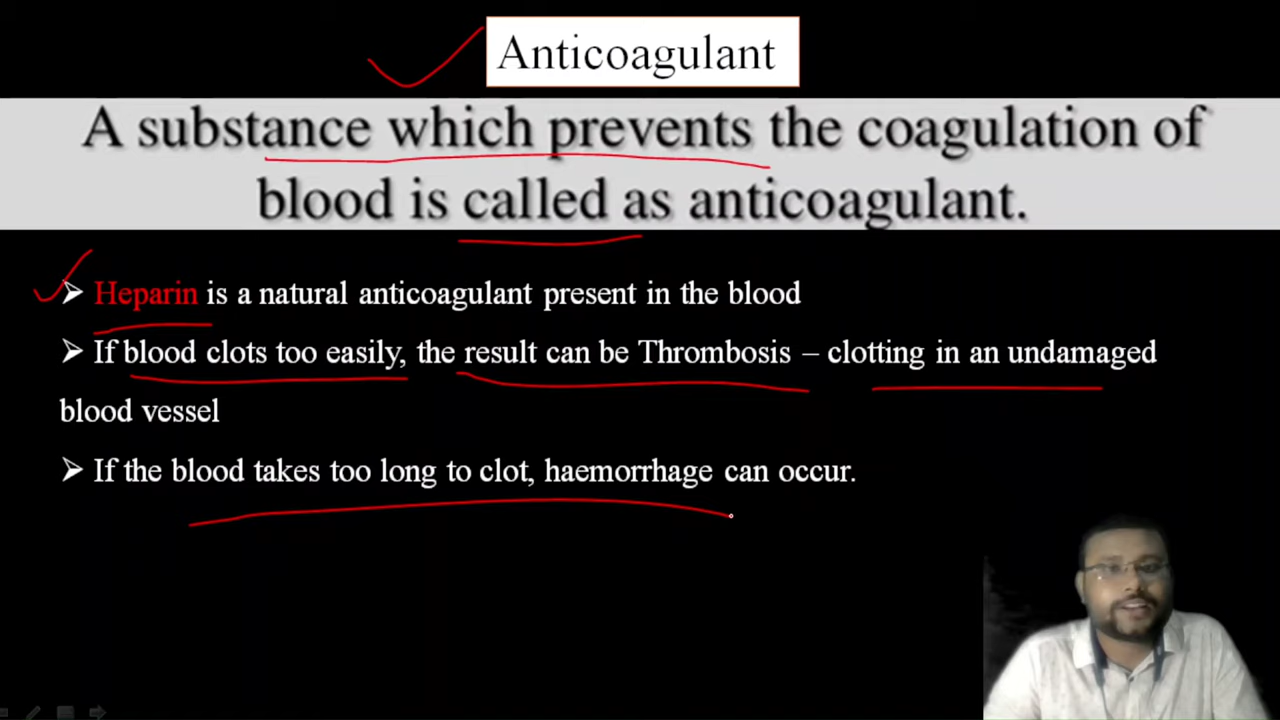 Anticoagulant
A substance which prevents the coagulation of
blood is called as anticoagulant.
➢ Heparin is a natural anticoagulant present in the blood
➢ If blood clots too easily, the result can be Thrombosis – clotting in an undamaged
blood vessel
➢ If the blood takes too long to clot, haemorrhage can occur.